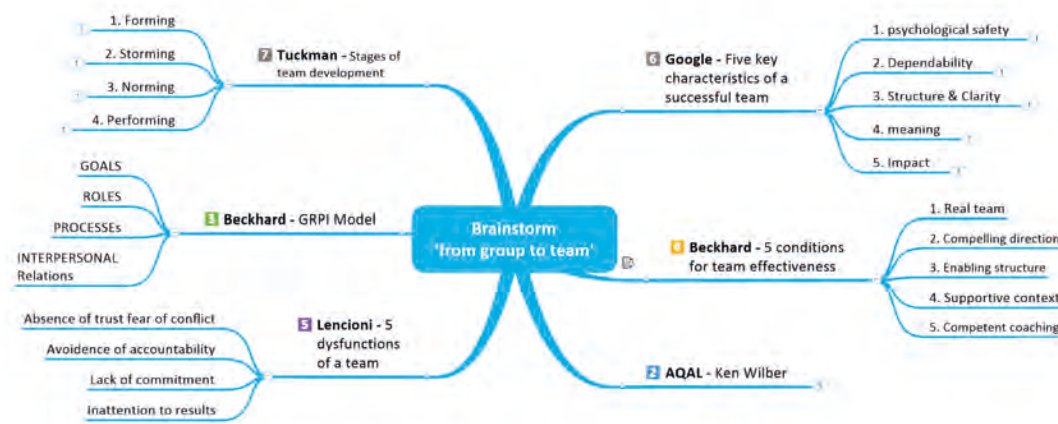 Brainstorm
'from group to team'
7 Tuckman - Stages of
team development
1. Forming
2. Storming
3. Norming
4. Performing
3 Beckhard - GRPI Model
GOALS
ROLES
PROCESSEs
INTERPERSONAL
Relations
5 Lencioni - 5
dysfunctions
of a team
Absence of trust fear of conflict
Avoidence of accountability
Lack of commitment
Inattention to results
6 Google - Five key
characteristics of a
successful team
1. psychological safety
2. Dependability
3. Structure & Clarity
4. meaning
5. Impact
Beckhard - 5 conditions
for team effectiveness
1. Real team
2. Compelling direction
3. Enabling structure
4. Supportive context
5. Competent coaching
2 AQAL - Ken Wilber